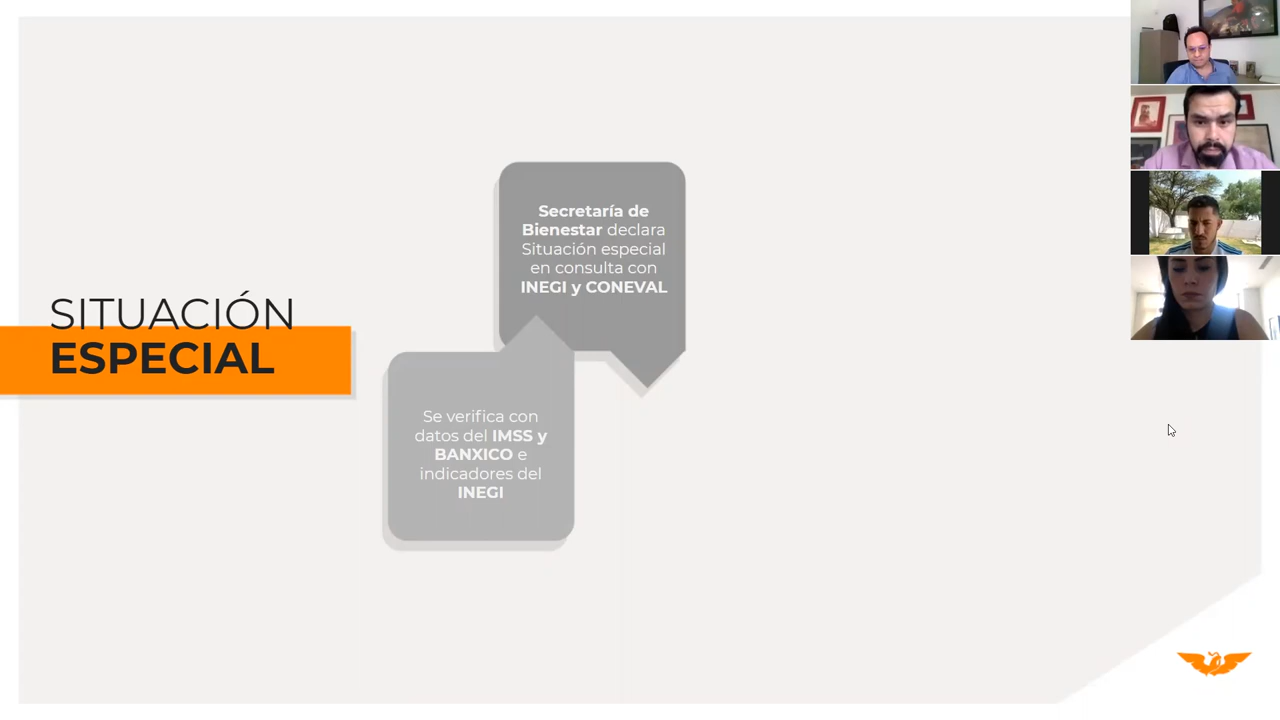 SITUACIÓN
ESPECIAL
Secretaría de
Bienestar declara
Situación especial
en consulta con
INEGI y CONEVAL
Se verifica con
datos del IMSS y
BANXICO e
indicadores del
INEGI